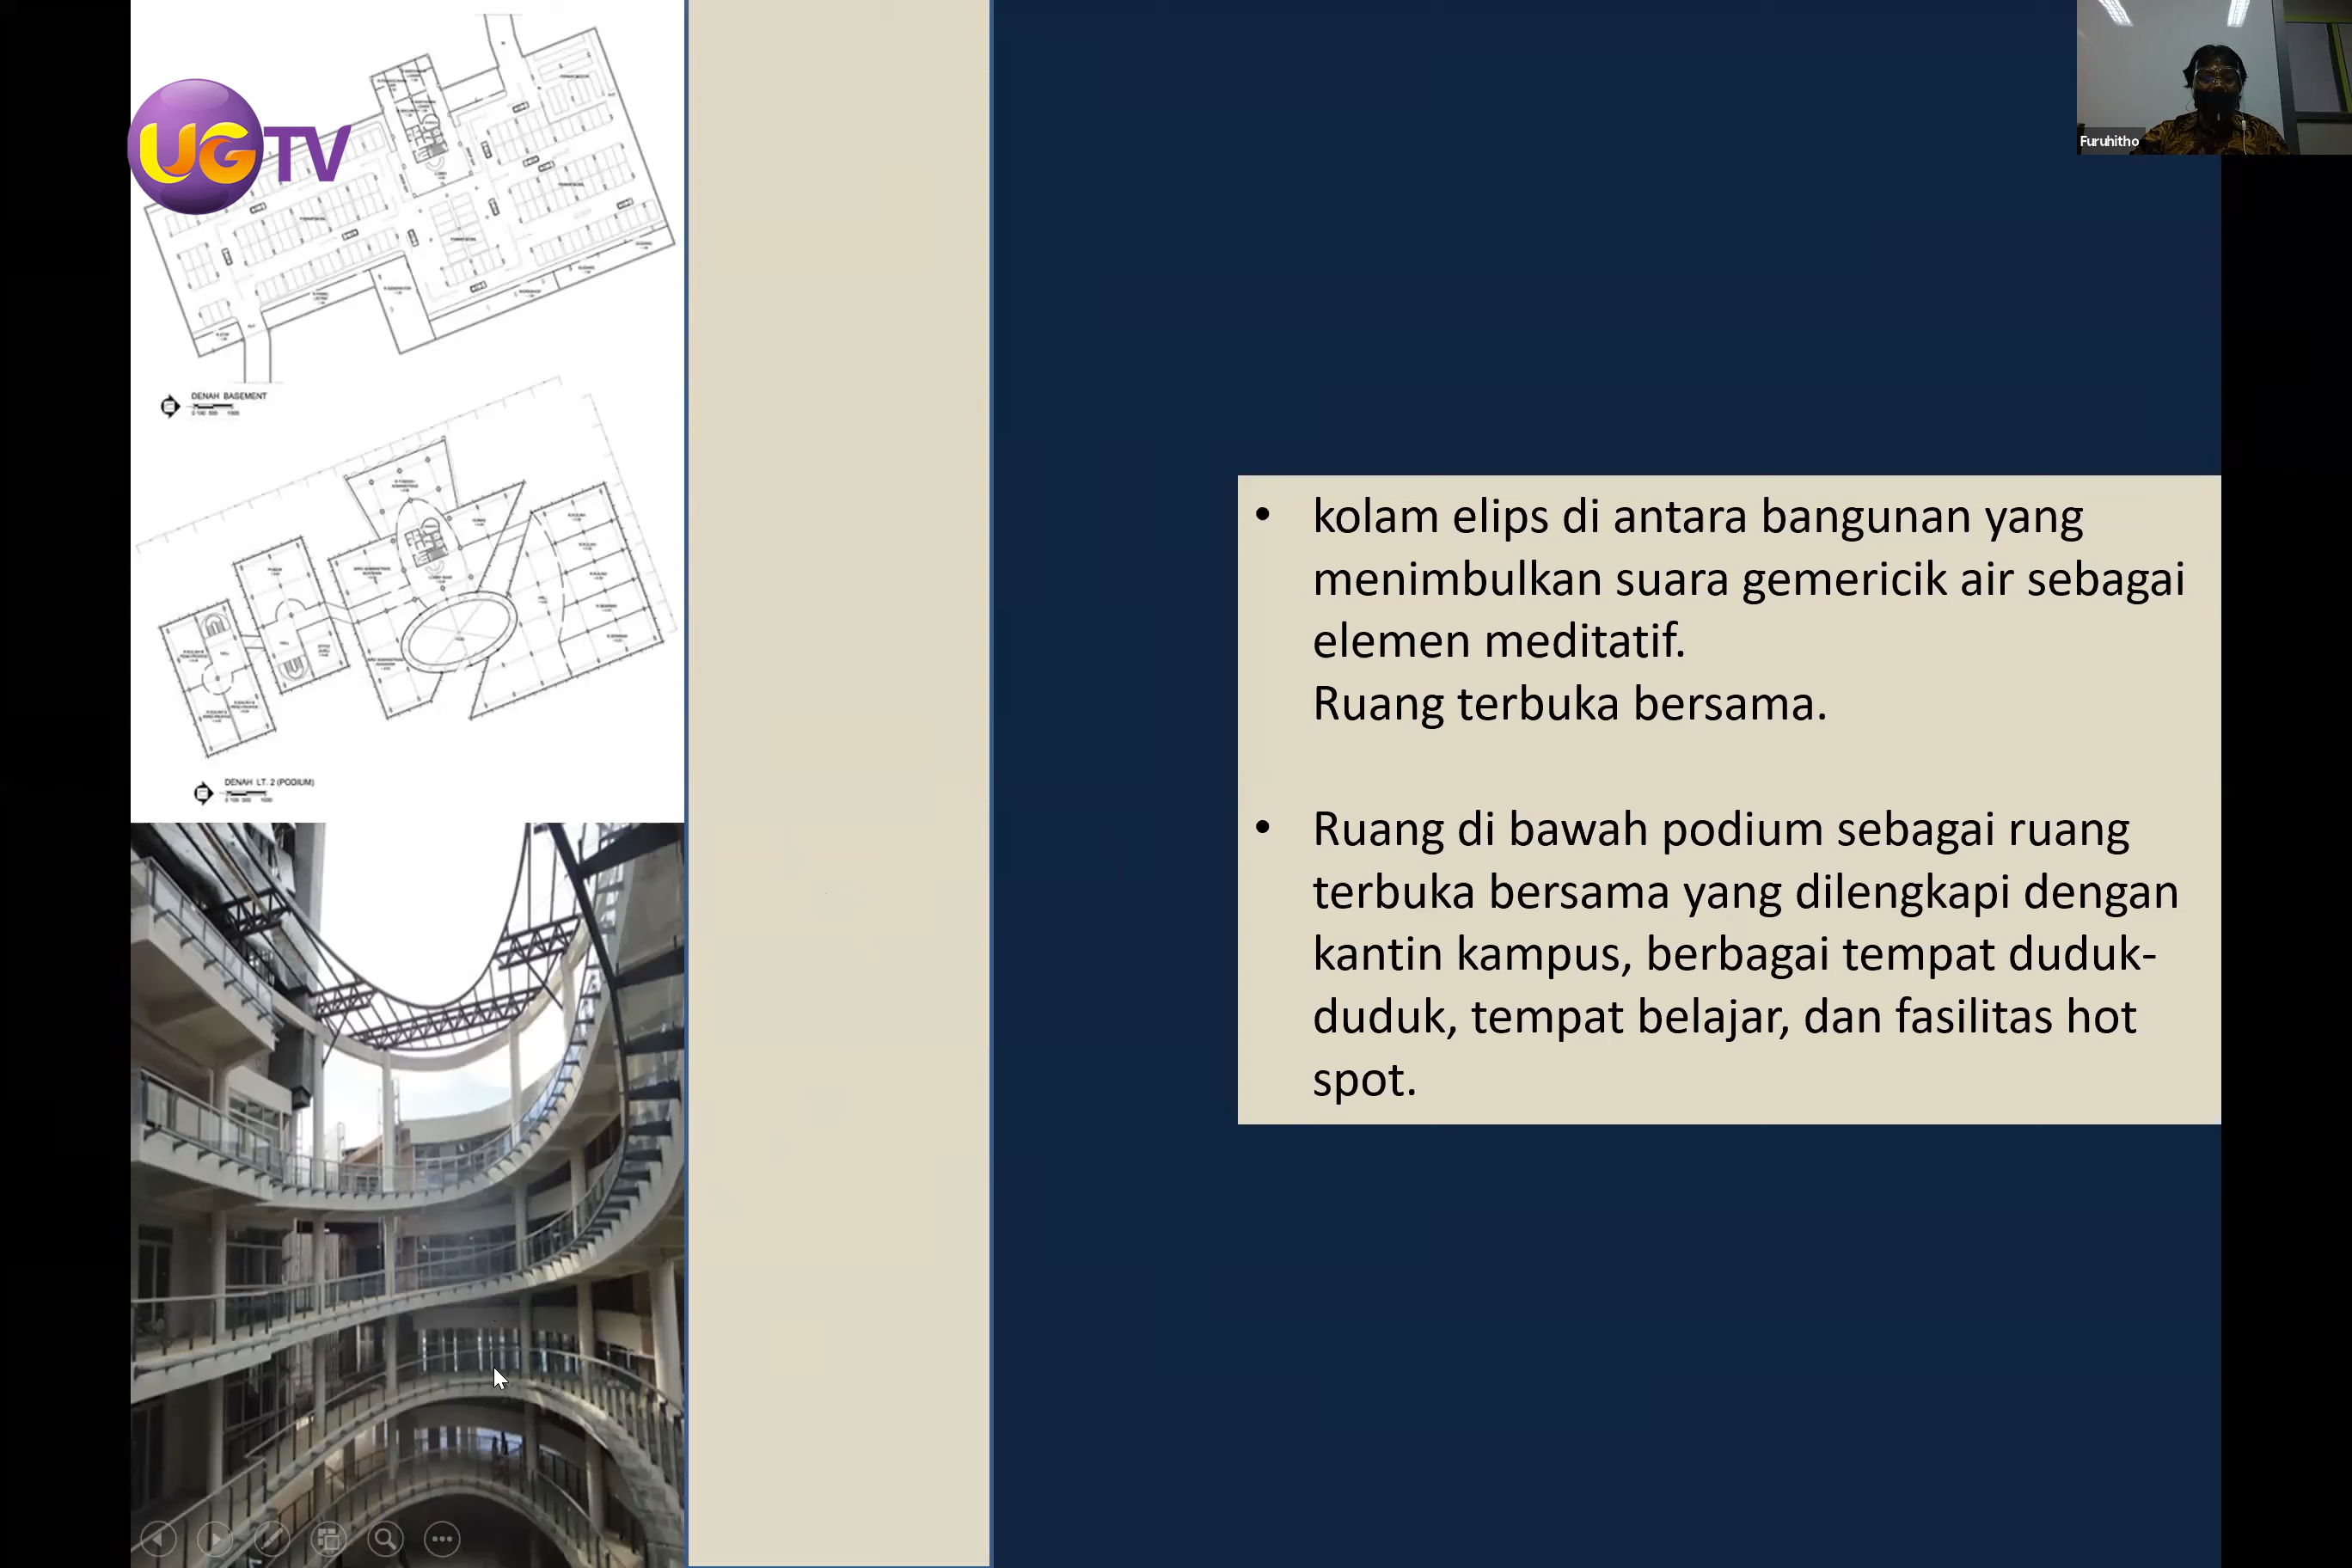 UGTV
Furuhitho
DENAH BASEMENT
DENAH LT. 2 (PODIUM)
• kolam elips di antara bangunan yang
menimbulkan suara gemericik air sebagai
elemen meditatif.
Ruang terbuka bersama.
• Ruang di bawah podium sebagai ruang
terbuka bersama yang dilengkapi dengan
kantin kampus, berbagai tempat duduk-
duduk, tempat belajar, dan fasilitas hot
spot.